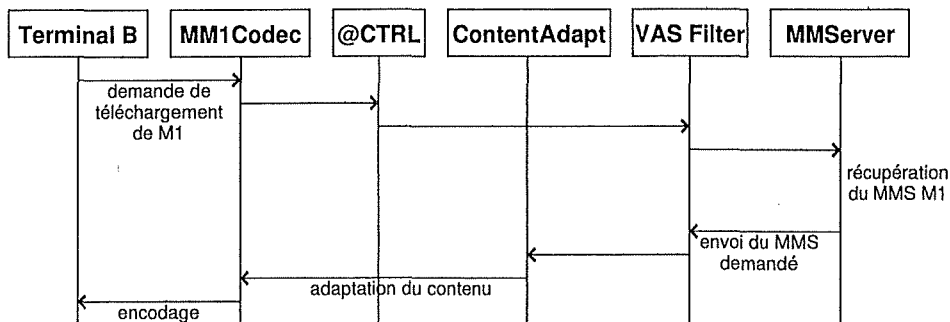 Terminal B MM1Codec @CTRL ContentAdapt VAS Filter MMServer
demande de
téléchargement
de M1
récupération
du MMS M1
envoi du MMS
demandé
adaptation du contenu
encodage